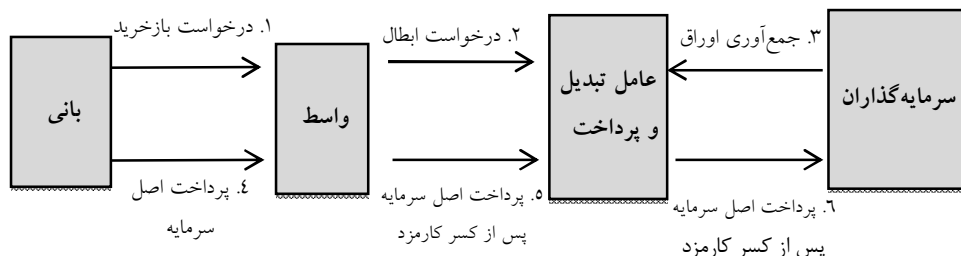 ۱. درخواست بازخرید
۲. درخواست ابطال
۳. جمع‌آوری اوراق
بانی
واسط
عامل تبدیل
و پرداخت
سرمایه‌گذاران
۴. پرداخت اصل
سرمایه
۵. پرداخت اصل سرمایه
پس از کسر کارمزد
۶. پرداخت اصل سرمایه
پس از کسر کارمزد